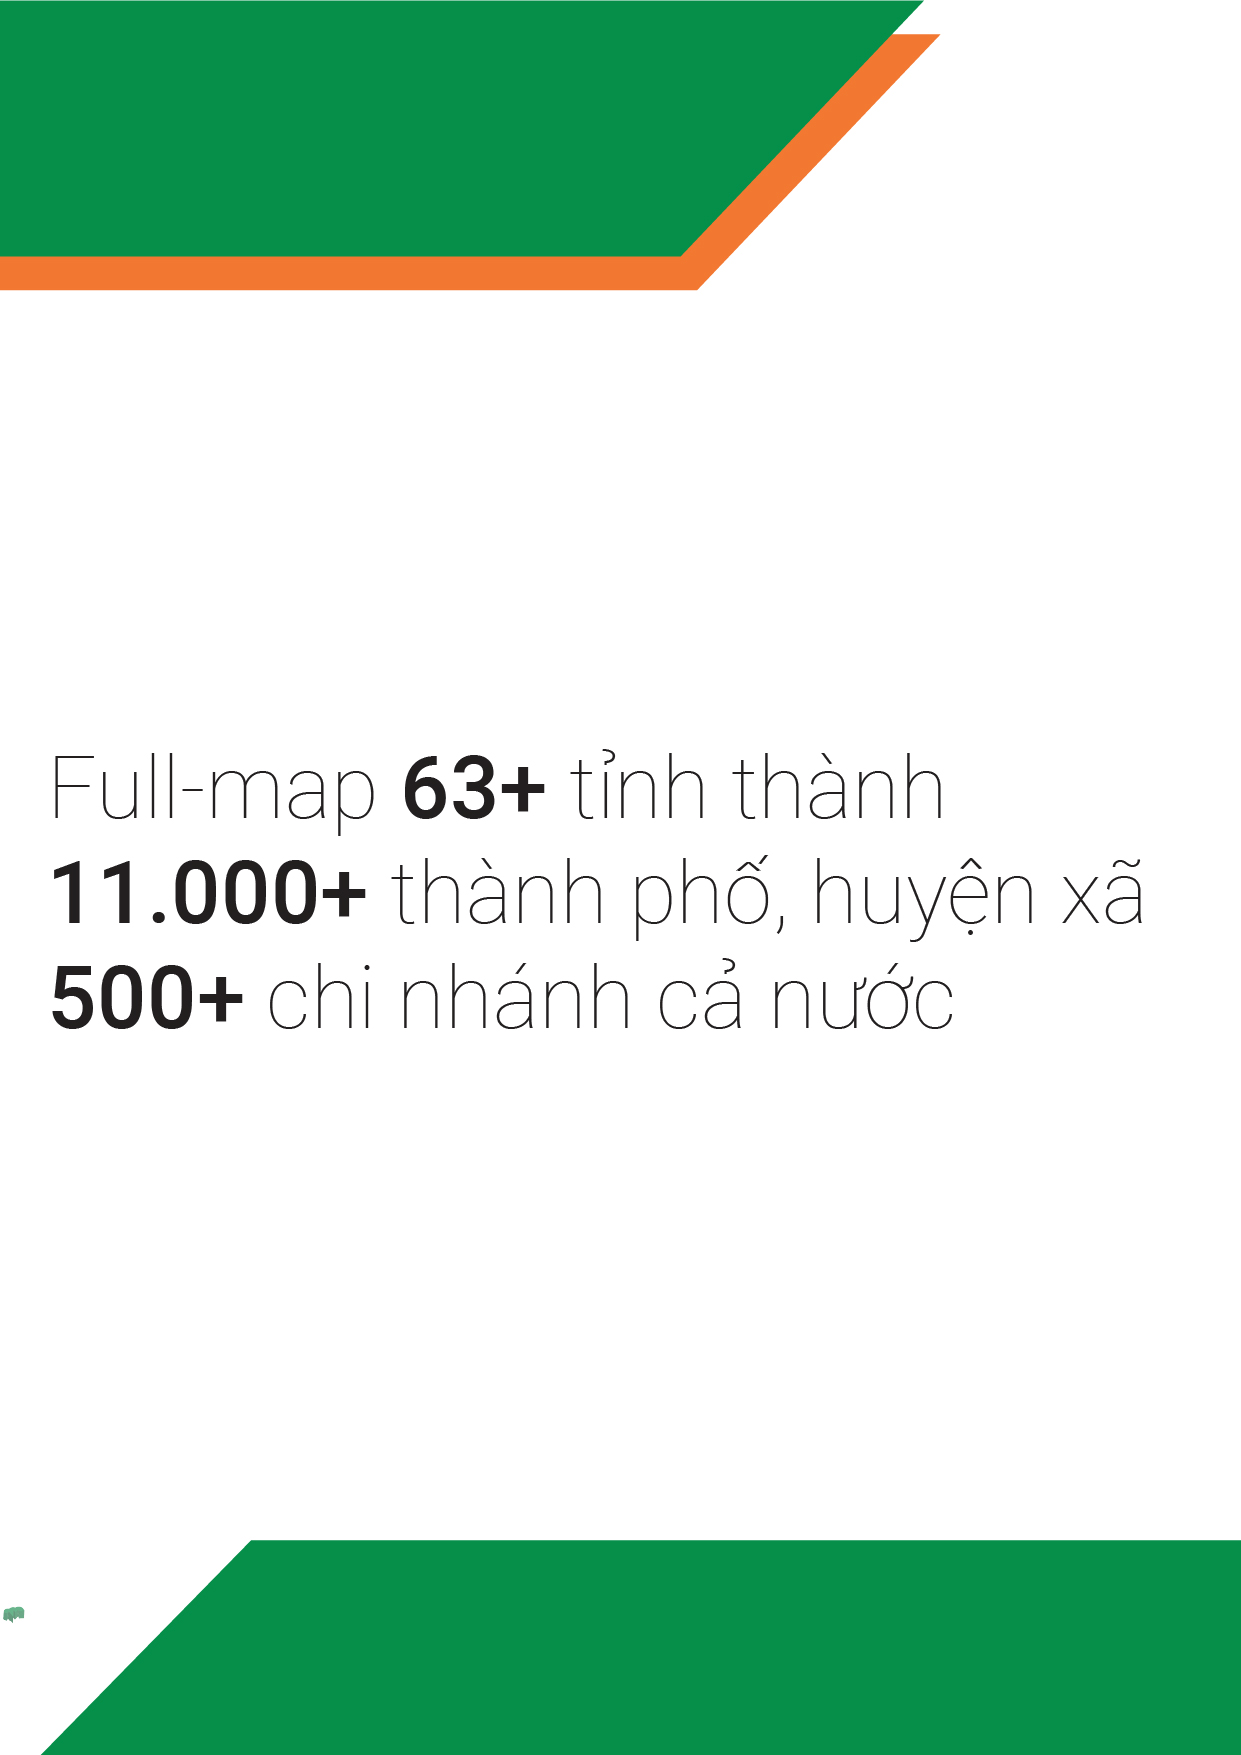 Full-map 63+ tỉnh thành
11.000+ thành phố, huyện xã
500+ chi nhánh cả nước